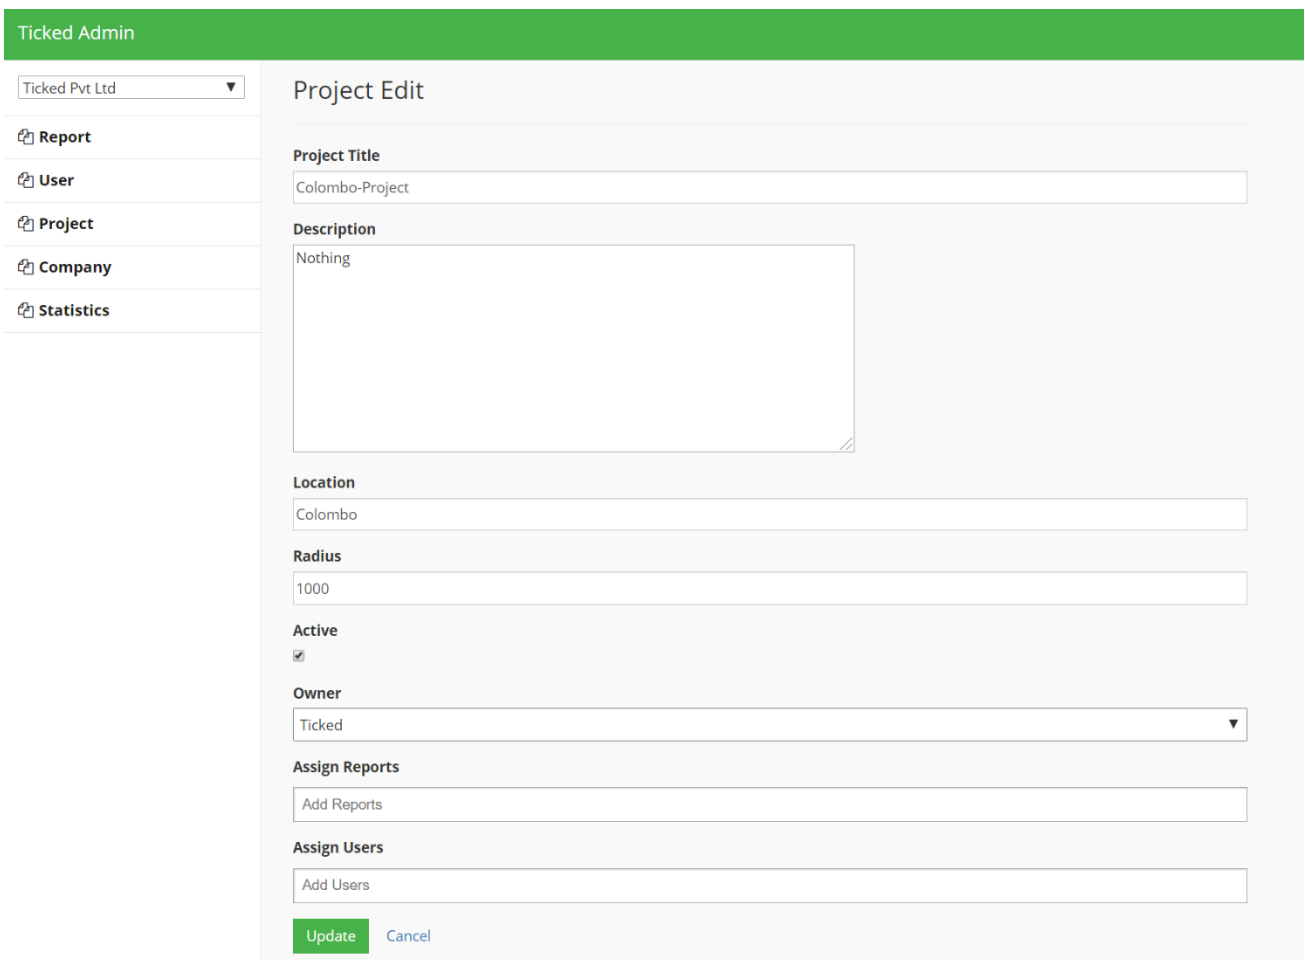 Ticked Admin
Ticked Pvt Ltd
Report
User
Project
Company
Statistics
Project Edit
Project Title
Colombo-Project
Description
Nothing
Location
Colombo
Radius
1000
Active
Owner
Ticked
Assign Reports
Add Reports
Assign Users
Add Users
Update Cancel